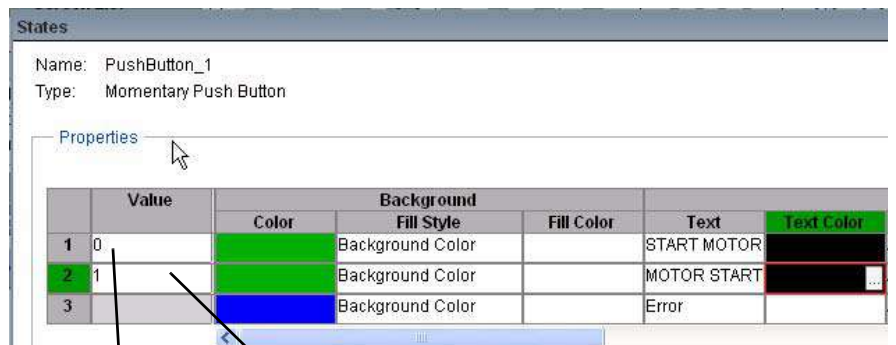 States
Name: PushButton_1
Type: Momentary Push Button
Properties
Value Background
Color Fill Style Fill Color Text Text Color
1 0 Background Color START MOTOR
2 1 Background Color MOTOR START ...
3 Background Color Error